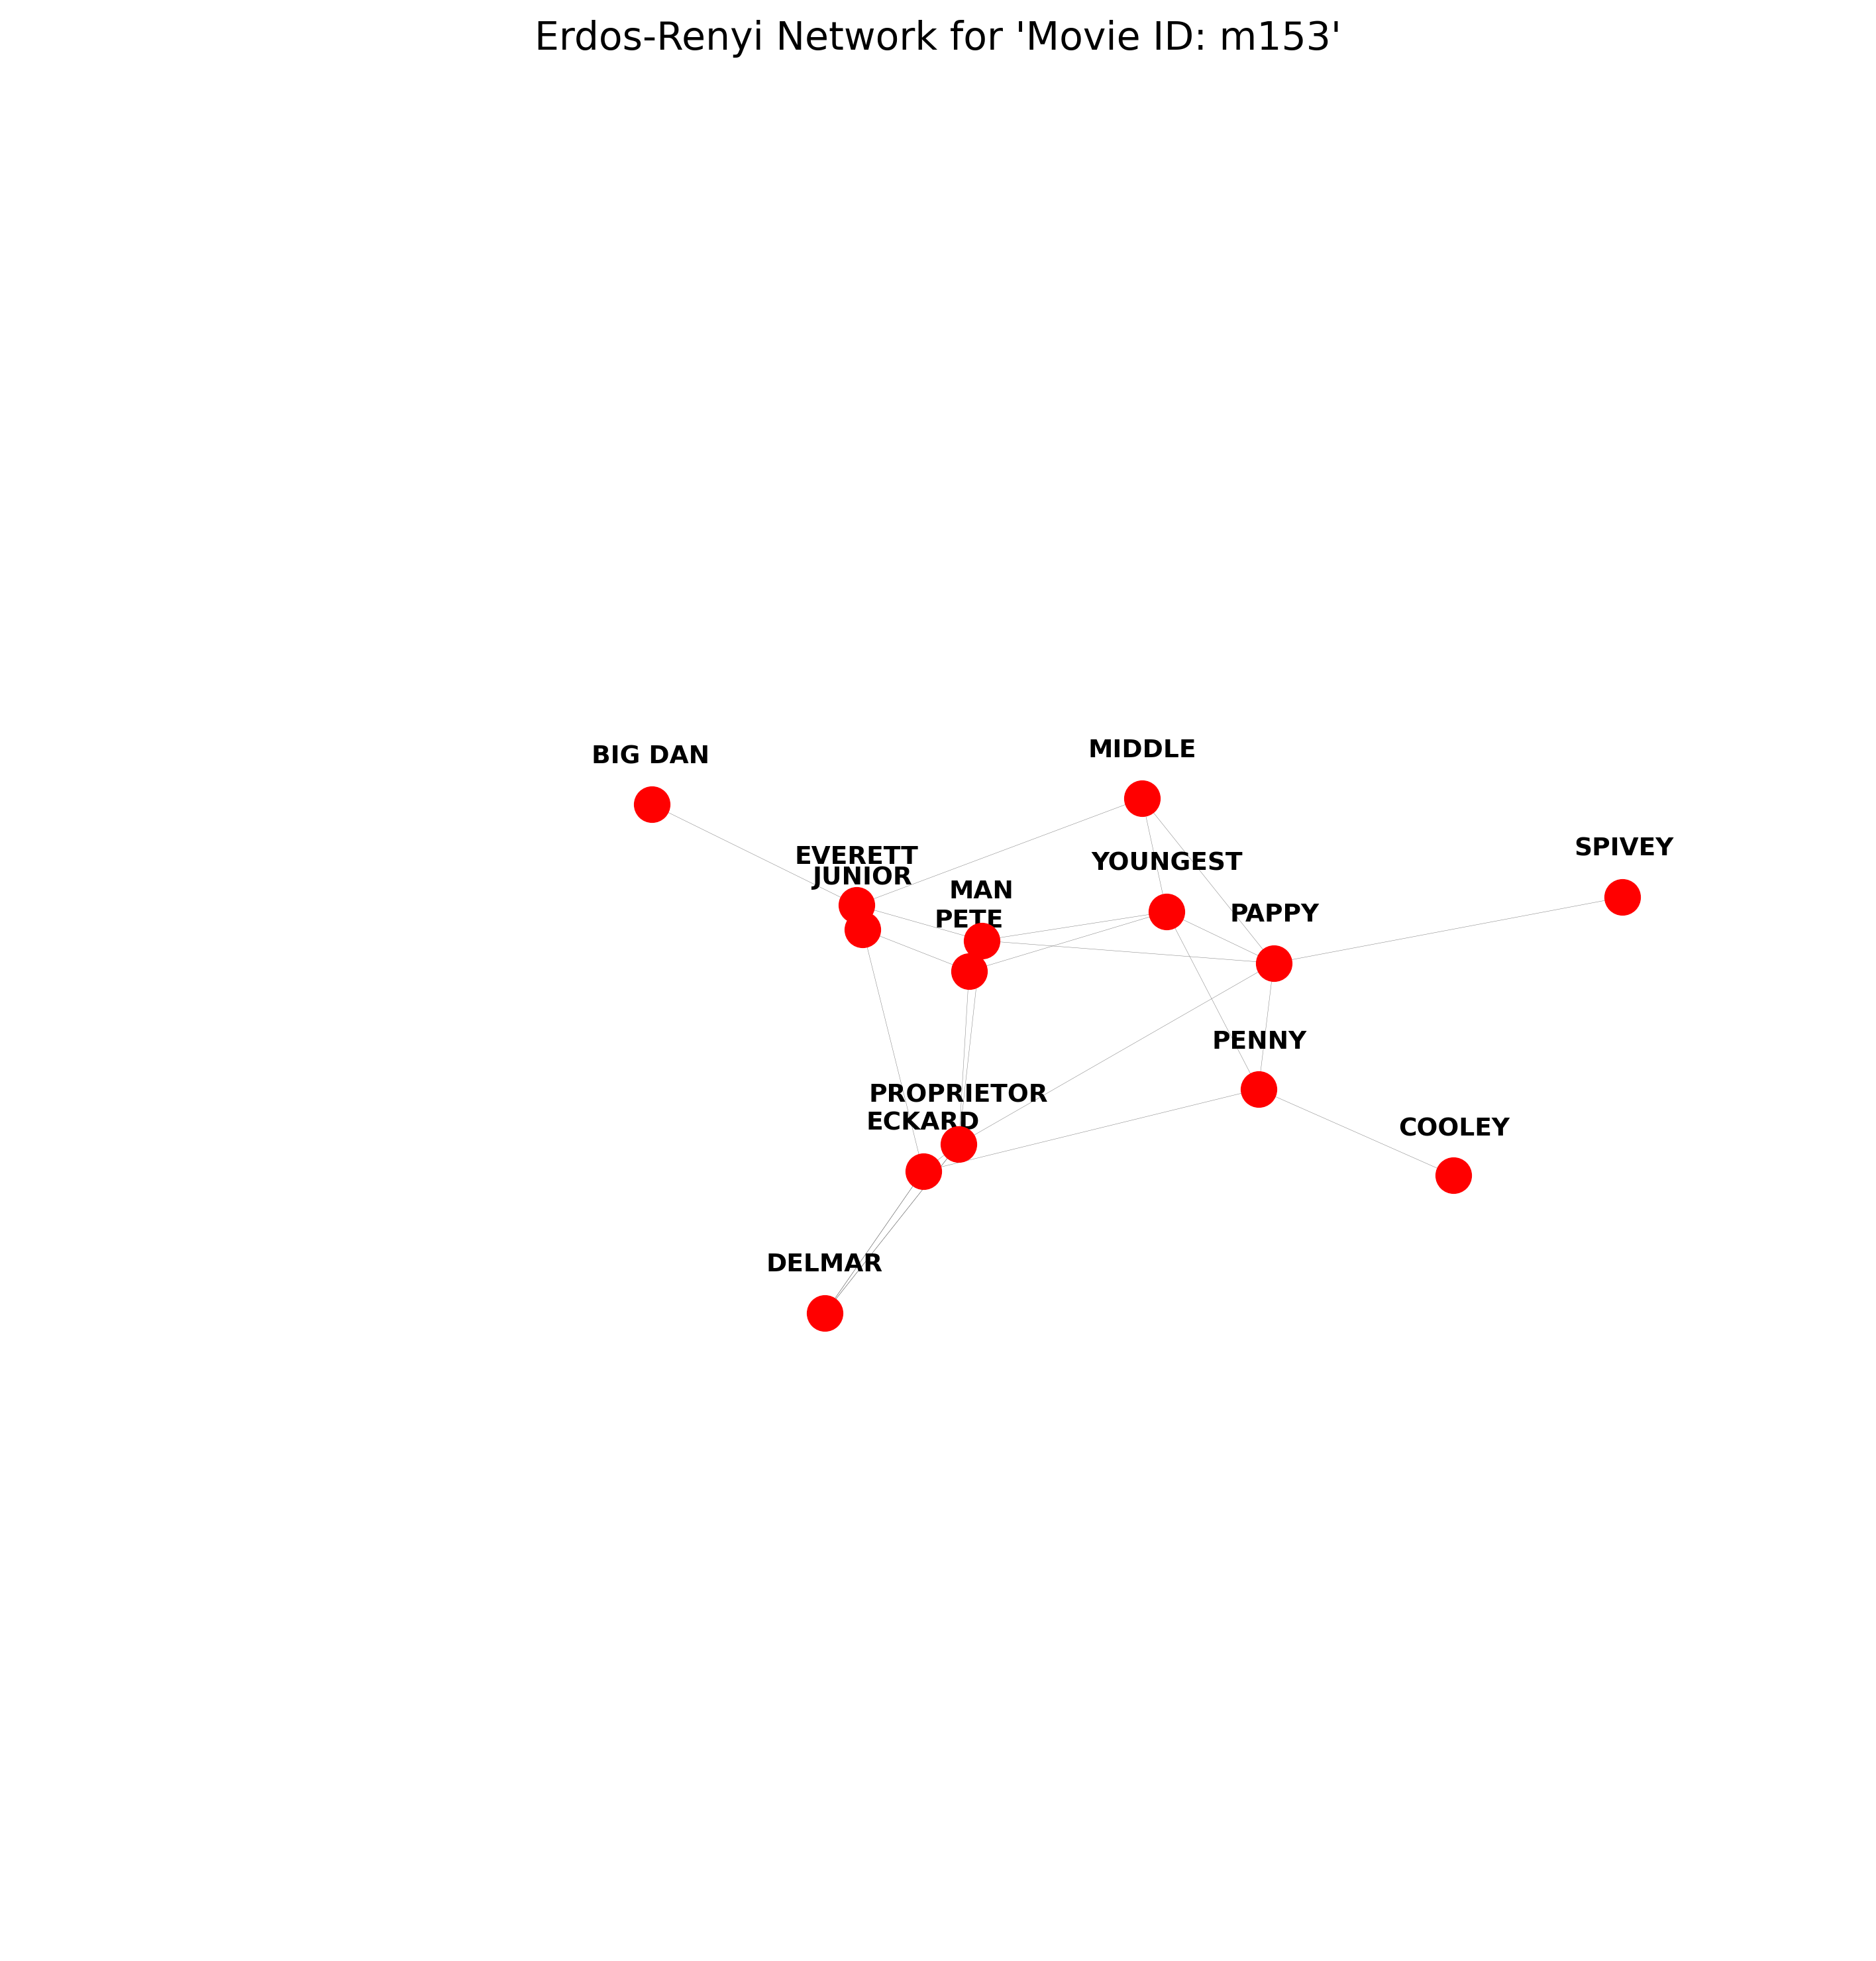 Erdos-Renyi Network for 'Movie ID: m153'
MIDDLE
BIG DAN
SPIVEY
EVERETT
YOUNGEST
JUNIOR
MAN
PAPPY
PETE
PENNY
PROPRIETOR
ECKARD
COOLEY
DELMAR